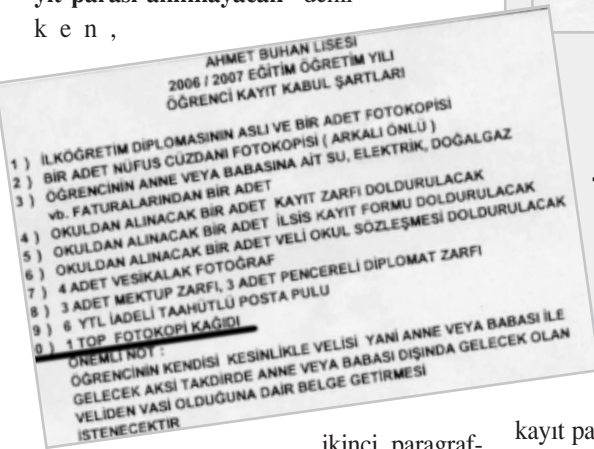 yıt parası alınmayacak" demi
k e n ,
AHMET BUHAN LİSESİ
2006 / 2007 EĞİTİM ÖĞRETİM YILI
ÖĞRENCİ KAYIT KABUL ŞARTLARI
1 ) İLKÖĞRETİM DİPLOMASININ ASLI VE BİR ADET FOTOKOPİSİ
2 ) BİR ADET NÜFUS CÜZDANI FOTOKOPİSİ ( ARKALI ÖNLÜ )
3 ) ÖĞRENCİNİN ANNE VEYA BABASINA AİT SU, ELEKTRİK, DOĞALGAZ
vb. FATURALARINDAN BİR ADET
4 ) OKULDAN ALINACAK BİR ADET KAYIT ZARFI DOLDURULACAK
5 ) OKULDAN ALINACAK BİR ADET İLSİS KAYIT FORMU DOLDURULACAK
6 ) OKULDAN ALINACAK BİR ADET VELİ OKUL SÖZLEŞMESİ DOLDURULACAK
7 ) 4 ADET VESİKALAK FOTOĞRAF
8 ) 3 ADET MEKTUP ZARFI, 3 ADET PENCERELİ DİPLOMAT ZARFI
9 ) 6 YTL İADELİ TAAHÜTLÜ POSTA PULU
0 ) 1 TOP FOTOKOPİ KAĞIDI
ÖNEMLİ NOT :
ÖĞRENCİNİN KENDİSİ KESİNLİKLE VELİSİ YANİ ANNE VEYA BABASI İLE
GELECEK AKSİ TAKDİRDE ANNE VEYA BABASI DIŞINDA GELECEK OLAN
VELİDEN VASİ OLDUĞUNA DAİR BELGE GETİRMESİ
İSTENECEKTİR
ikinci paragraf-
kayıt pa